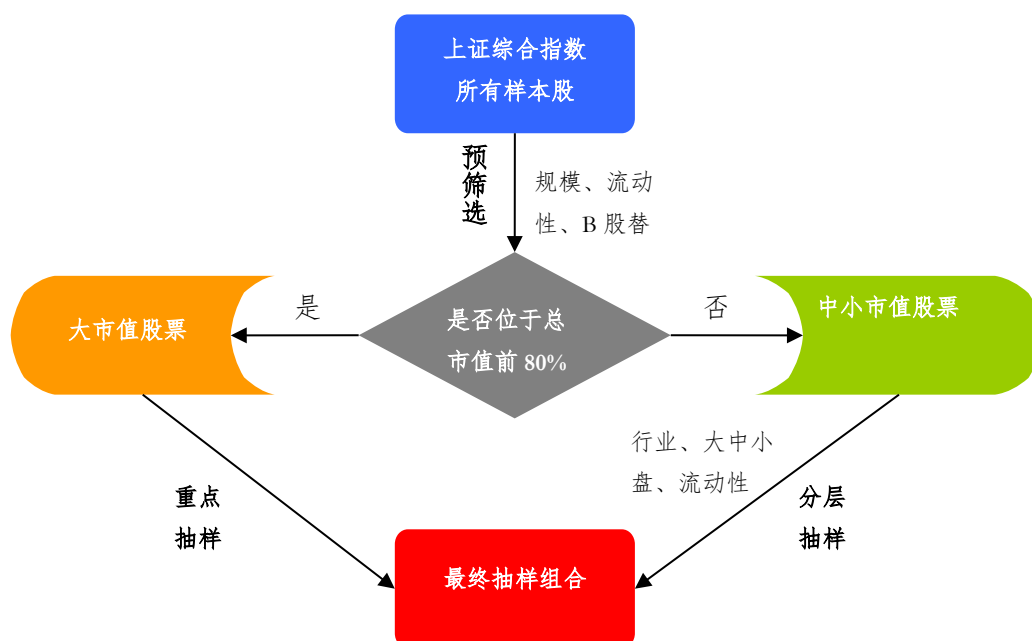 上证综合指数
所有样本股
预筛选
规模、流动
性、B 股替
是否位于总
市值前 80%
是
否
大市值股票
中小市值股票
行业、大中小
盘、流动性
重点
抽样
分层
抽样
最终抽样组合